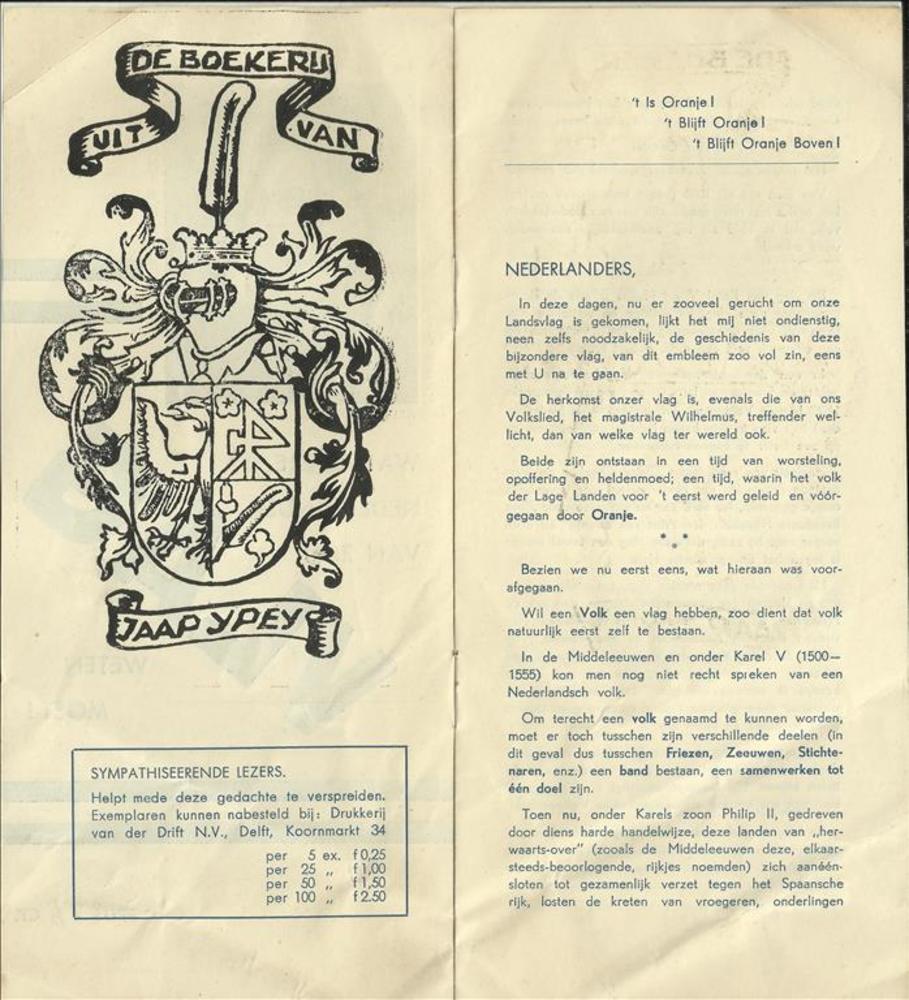 DE BOEKERIJ
UIT VAN
JAAP YPEY
SYMPATHISEERENDE LEZERS.
Helpt mede deze gedachte te verspreiden.
Exemplaren kunnen nabesteld bij: Drukkerij
van der Drift N.V., Delft, Koornmarkt 34
per 5 ex. f 0,25
per 25 „ f 1,00
per 50 „ f 1,50
per 100 „ f 2.50
't Is Oranje!
't Blijft Oranje!
't Blijft Oranje Boven!
NEDERLANDERS,
In deze dagen, nu er zooveel gerucht om onze
Landsvlag is gekomen, lijkt het mij niet ondienstig,
neen zelfs noodzakelijk, de geschiedenis van deze
bijzondere vlag, van dit embleem zoo vol zin, eens
met U na te gaan.
De herkomst onzer vlag is, evenals die van ons
Volkslied, het magistrale Wilhelmus, treffender wel-
licht, dan van welke vlag ter wereld ook.
Beide zijn ontstaan in een tijd van worsteling,
opoffering en heldenmoed; een tijd, waarin het volk
der Lage Landen voor 't eerst werd geleid en vóór-
gegaan door Oranje.
* * *
Bezien we nu eerst eens, wat hieraan was voor-
afgegaan.
Wil een Volk een vlag hebben, zoo dient dat volk
natuurlijk eerst zelf te bestaan.
In de Middeleeuwen en onder Karel V (1500—
1555) kon men nog niet recht spreken van een
Nederlandsch volk.
Om terecht een volk genaamd te kunnen worden,
moet er toch tusschen zijn verschillende deelen (in
dit geval dus tusschen Friezen, Zeeuwen, Stichte-
naren, enz.) een band bestaan, een samenwerken tot
één doel zijn.
Toen nu, onder Karels zoon Philip II, gedreven
door diens harde handelwijze, deze landen van „her-
waarts-over" (zooals de Middeleeuwen deze, elkaar-
steeds-beoorlogende, rijkjes noemden) zich aanéén-
sloten tot gezamenlijk verzet tegen het Spaansche
rijk, losten de kreten van vroegeren, onderlingen